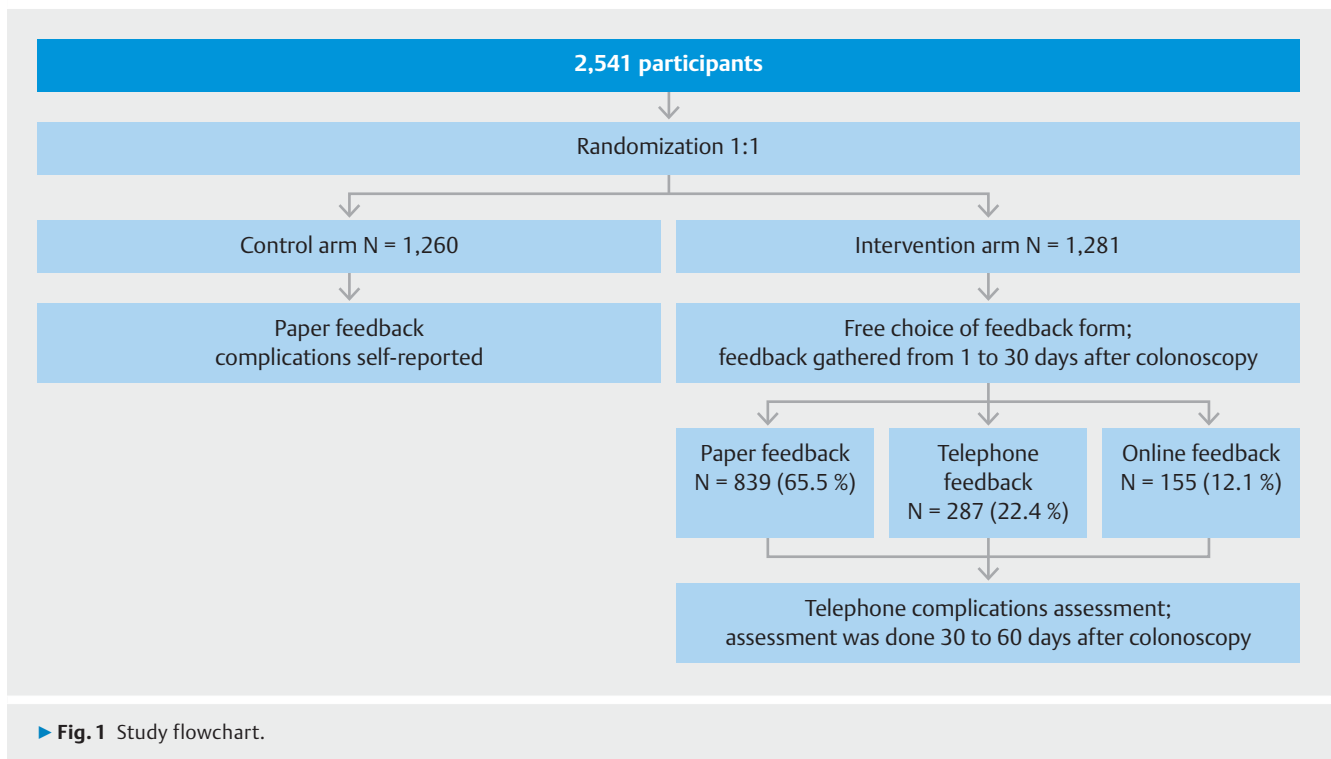 2,541 participants
Randomization 1:1
Control arm N = 1,260
Intervention arm N = 1,281
Paper feedback
complications self-reported
Free choice of feedback form;
feedback gathered from 1 to 30 days after colonoscopy
Paper feedback
N = 839 (65.5 %)
Telephone
feedback
N = 287 (22.4 %)
Online feedback
N = 155 (12.1 %)
Telephone complications assessment;
assessment was done 30 to 60 days after colonoscopy
▶ Fig. 1 Study flowchart.